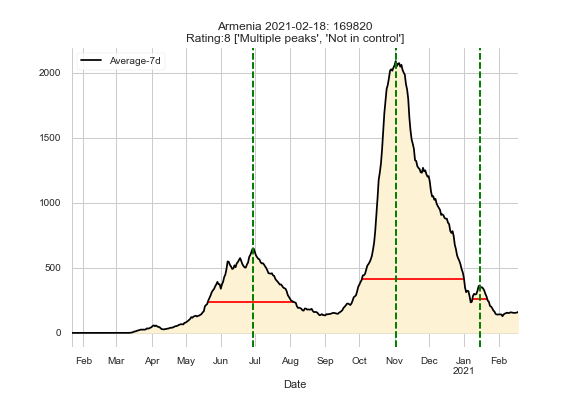 Armenia 2021-02-18: 169820
Rating:8 ['Multiple peaks', 'Not in control']
Average-7d
2000
1500
1000
500
0
Feb Mar Apr May Jun Jul Aug Sep Oct Nov Dec Jan Feb
2021
Date